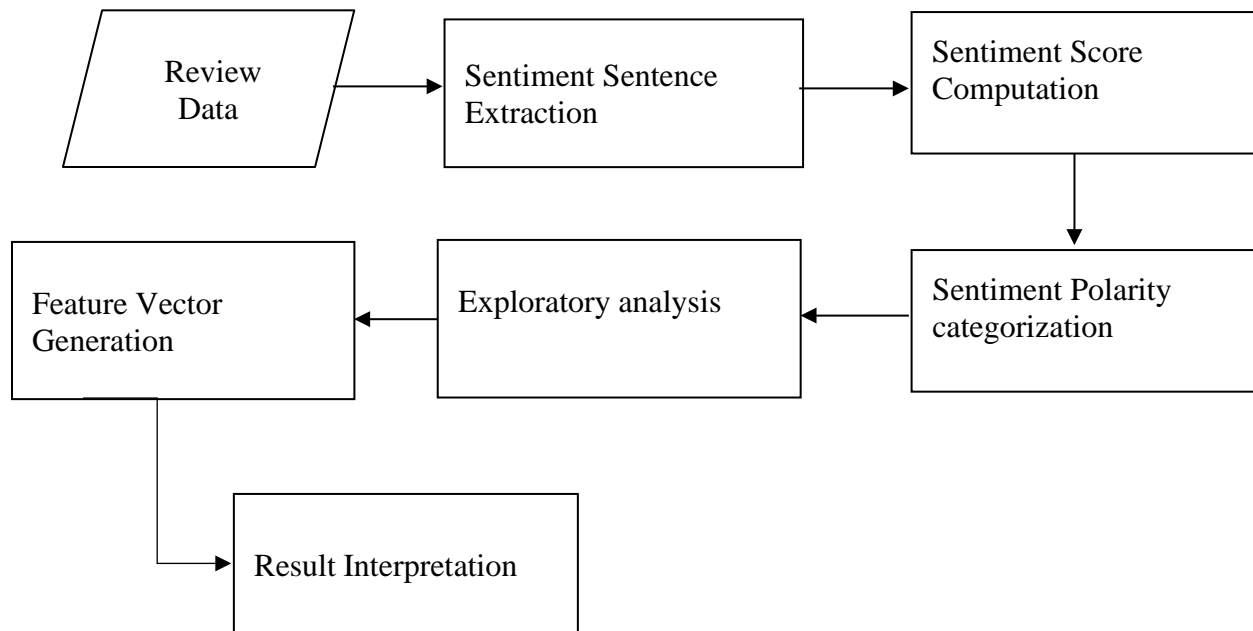 Review
Data
Sentiment Sentence
Extraction
Sentiment Score
Computation
Sentiment Polarity
categorization
Exploratory analysis
Feature Vector
Generation
Result Interpretation